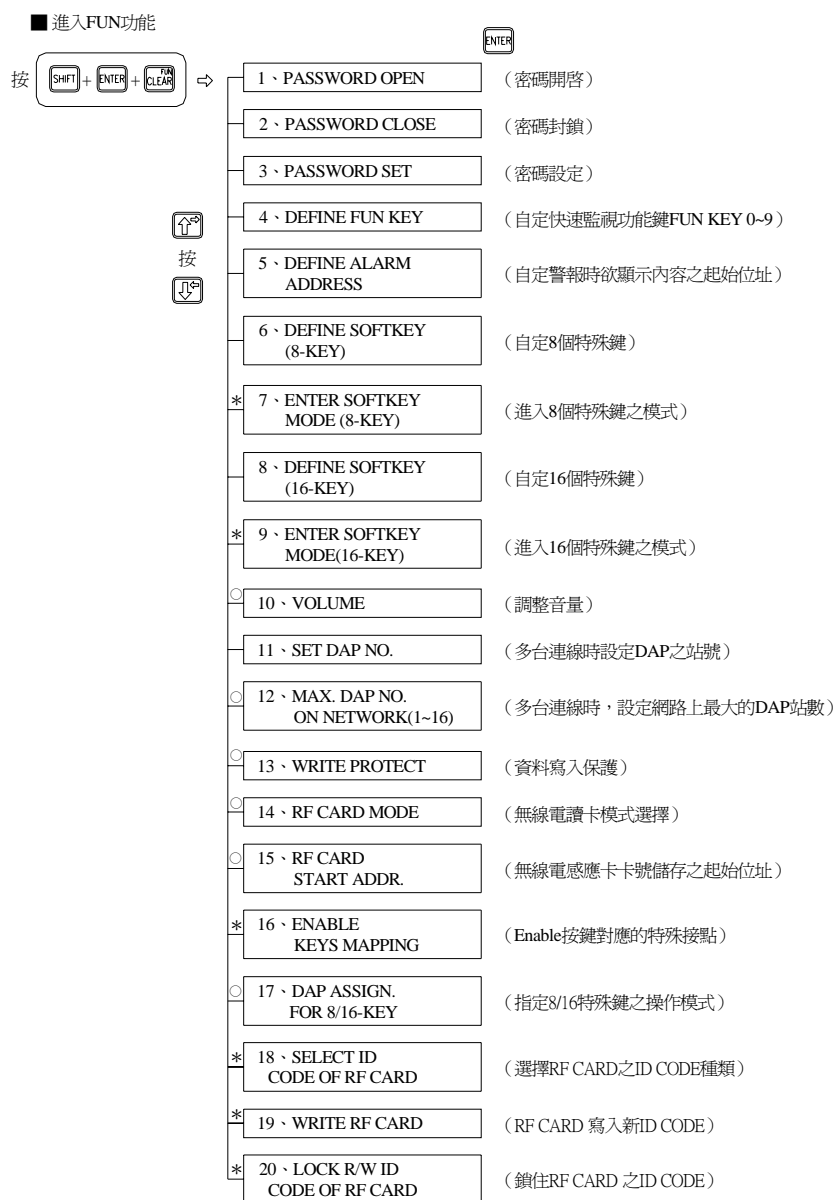 ■ 進入FUN功能
ENTER
按 SHIFT + ENTER + FUN CLEAR ⇨
1、PASSWORD OPEN （密碼開啓）
2、PASSWORD CLOSE （密碼封鎖）
3、PASSWORD SET （密碼設定）
4、DEFINE FUN KEY （自定快速監視功能鍵FUN KEY 0~9）
按
5、DEFINE ALARM
ADDRESS （自定警報時欲顯示內容之起始位址）
6、DEFINE SOFTKEY
(8-KEY) （自定8個特殊鍵）
* 7、ENTER SOFTKEY
MODE (8-KEY) （進入8個特殊鍵之模式）
8、DEFINE SOFTKEY
(16-KEY) （自定16個特殊鍵）
* 9、ENTER SOFTKEY
MODE(16-KEY) （進入16個特殊鍵之模式）
○ 10、VOLUME （調整音量）
11、SET DAP NO. （多台連線時設定DAP之站號）
○ 12、MAX. DAP NO.
ON NETWORK(1~16) （多台連線時，設定網路上最大的DAP站數）
○ 13、WRITE PROTECT （資料寫入保護）
○ 14、RF CARD MODE （無線電讀卡模式選擇）
○ 15、RF CARD
START ADDR. （無線電感應卡卡號儲存之起始位址）
* 16、ENABLE
KEYS MAPPING （Enable按鍵對應的特殊接點）
○ 17、DAP ASSIGN.
FOR 8/16-KEY （指定8/16特殊鍵之操作模式）
* 18、SELECT ID
CODE OF RF CARD （選擇RF CARD之ID CODE種類）
* 19、WRITE RF CARD （RF CARD 寫入新ID CODE）
* 20、LOCK R/W ID
CODE OF RF CARD （鎖住RF CARD 之ID CODE）